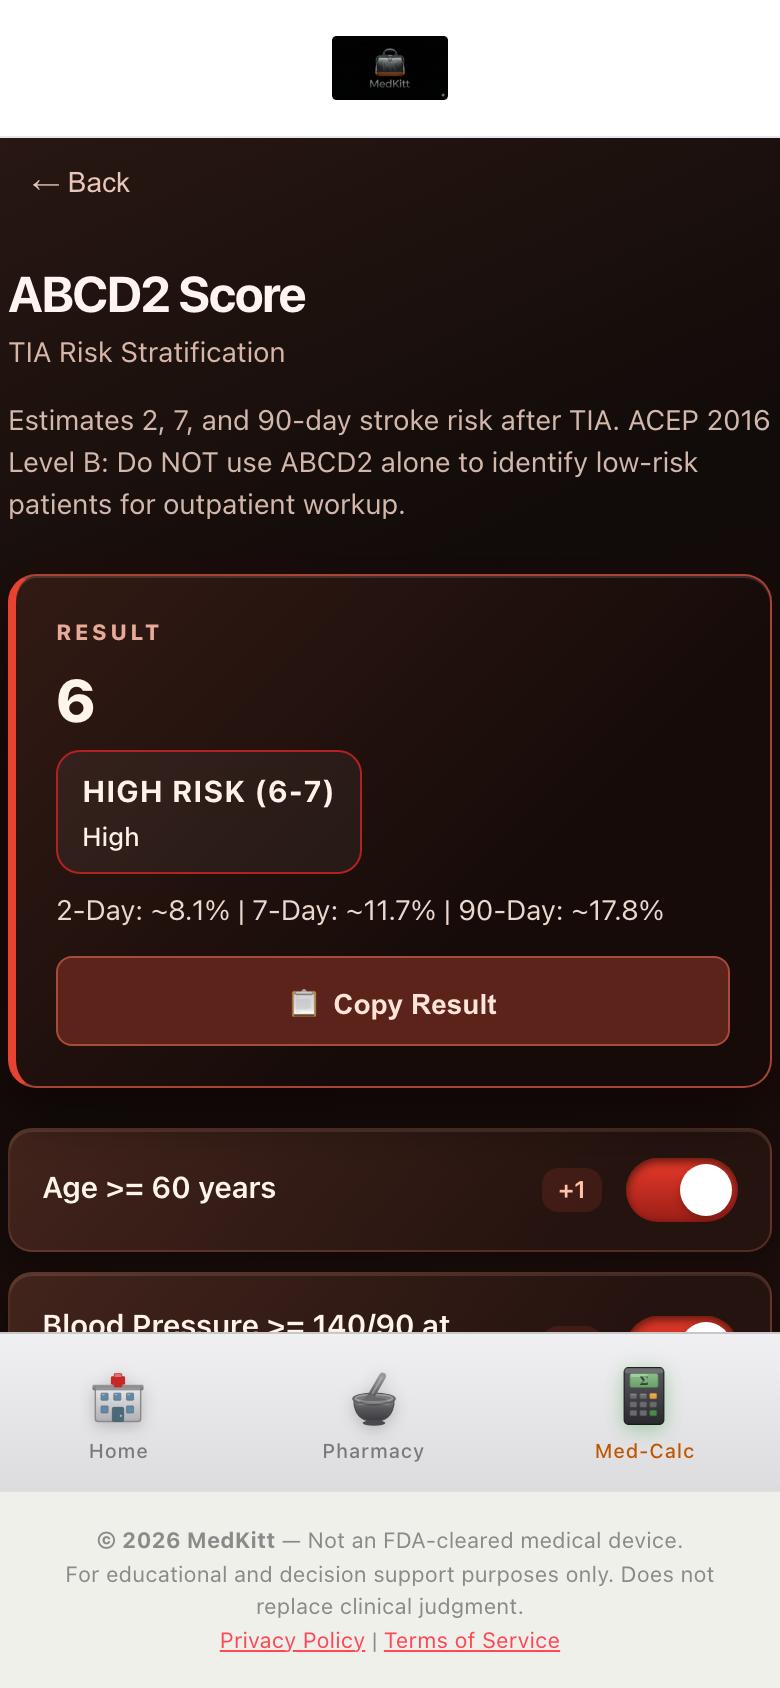 MedKitt
← Back
ABCD2 Score
TIA Risk Stratification
Estimates 2, 7, and 90-day stroke risk after TIA. ACEP 2016
Level B: Do NOT use ABCD2 alone to identify low-risk
patients for outpatient workup.
RESULT
6
HIGH RISK (6-7)
High
2-Day: ~8.1% | 7-Day: ~11.7% | 90-Day: ~17.8%
📋 Copy Result
Age >= 60 years +1
Blood Pressure >= 140/90 at
Home
Pharmacy
Med-Calc
© 2026 MedKitt — Not an FDA-cleared medical device.
For educational and decision support purposes only. Does not
replace clinical judgment.
Privacy Policy | Terms of Service